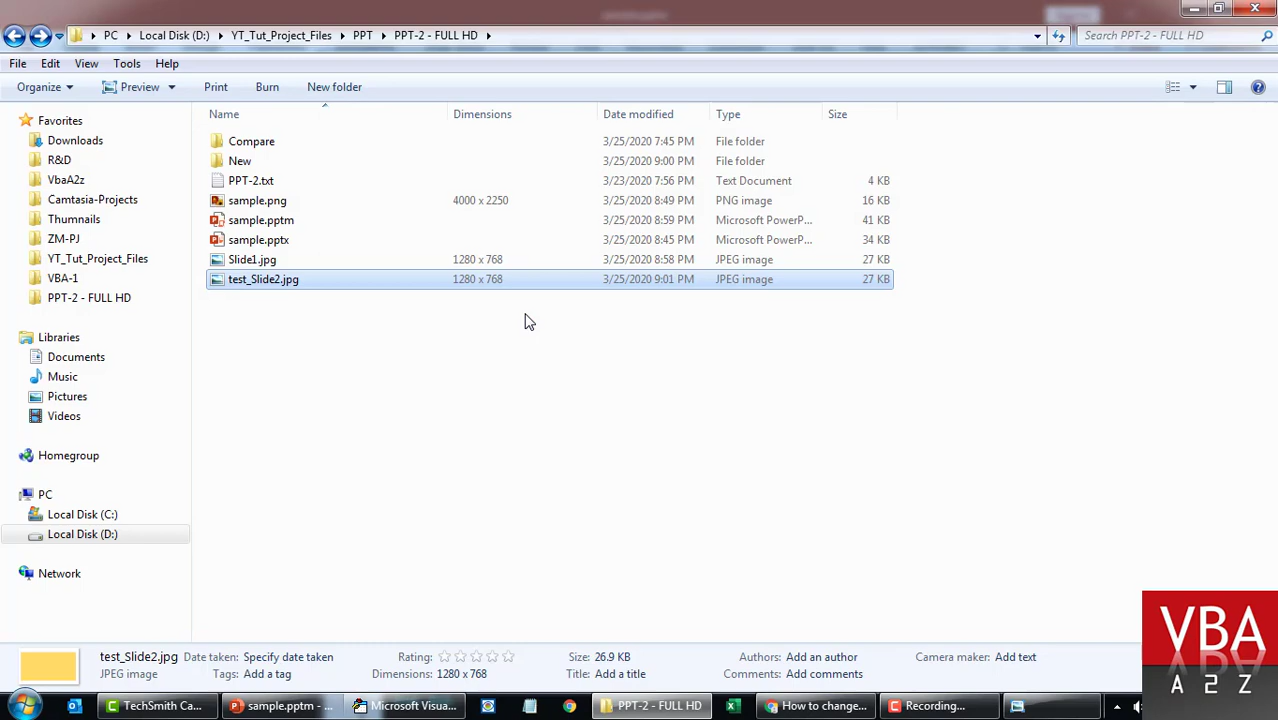 PC Local Disk (D:) YT_Tut_Project_Files PPT PPT-2 - FULL HD Search PPT-2 - FULL HD
File Edit View Tools Help
Organize Preview Print Burn New folder
Name Dimensions Date modified Type Size
Favorites
Downloads
R&D
VbaA2z
Camtasia-Projects
Thumnails
ZM-PJ
YT_Tut_Project_Files
VBA-1
PPT-2 - FULL HD
Libraries
Documents
Music
Pictures
Videos
Homegroup
PC
Local Disk (C:)
Local Disk (D:)
Network
Compare 3/25/2020 7:45 PM File folder
New 3/25/2020 9:00 PM File folder
PPT-2.txt 3/23/2020 7:56 PM Text Document 4 KB
sample.png 4000 x 2250 3/25/2020 8:49 PM PNG image 16 KB
sample.pptm 3/25/2020 8:59 PM Microsoft PowerP... 41 KB
sample.pptx 3/25/2020 8:45 PM Microsoft PowerP... 34 KB
Slide1.jpg 1280 x 768 3/25/2020 8:58 PM JPEG image 27 KB
test_Slide2.jpg 1280 x 768 3/25/2020 9:01 PM JPEG image 27 KB
test_Slide2.jpg Date taken: Specify date taken Rating: Size: 26.9 KB Authors: Add an author Camera maker: Add text
JPEG image Tags: Add a tag Dimensions: 1280 x 768 Title: Add a title Comments: Add comments
VBA
A 2 Z
TechSmith Ca... sample.pptm - ... Microsoft Visua... PPT-2 - FULL HD How to change... Recording...